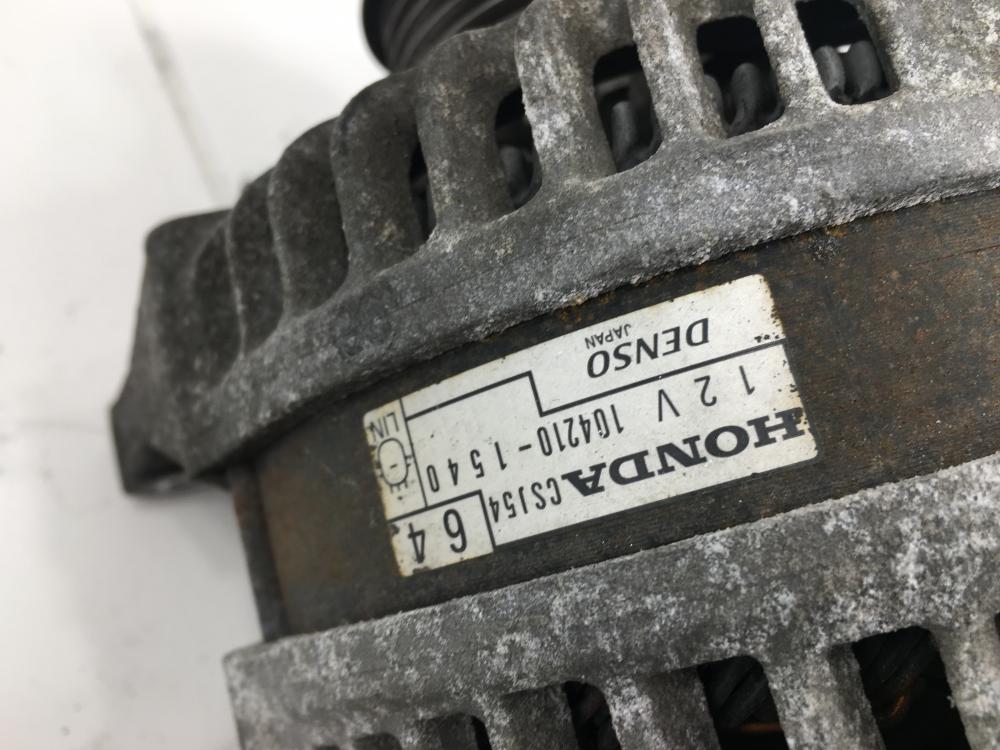 HONDA CSJ54 64
12V 104210-1540
DENSO
JAPAN
LIN